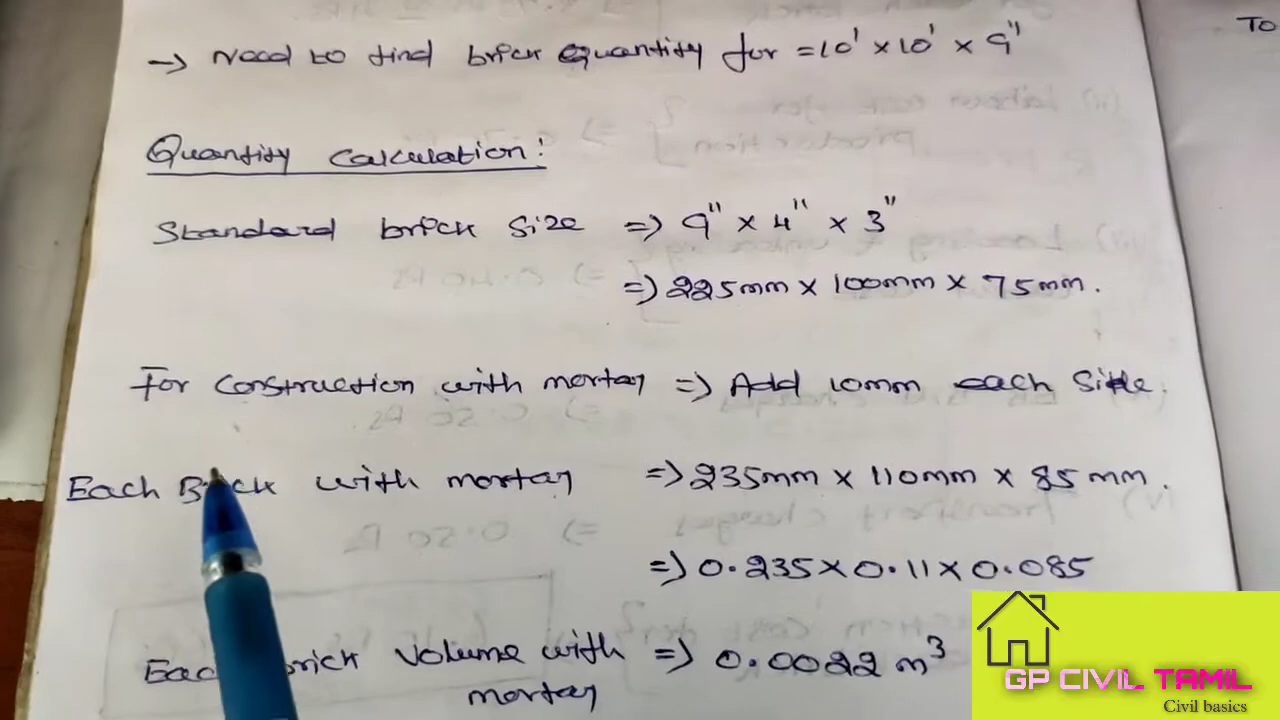 → Need to find brick Quantity for = 10' × 10' × 9"
TO
Quantity Calculation:
Standard brick size => 9" × 4" × 3"
=> 225mm × 100mm × 75mm.
For Construction with mortar => Add 10mm each Side.
Each Brick with mortar => 235mm × 110mm × 85mm.
=> 0.235 × 0.11 × 0.085
Each brick Volume with => 0.0022 m³
mortar
GP CIVIL TAMIL
Civil basics